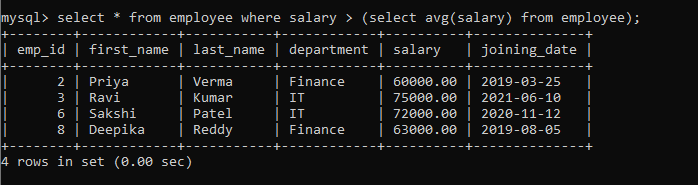 mysql> select * from employee where salary > (select avg(salary) from employee);
+--------+------------+-----------+------------+----------+--------------+
| emp_id | first_name | last_name | department | salary   | joining_date |
+--------+------------+-----------+------------+----------+--------------+
|      2 | Priya      | Verma     | Finance    | 60000.00 | 2019-03-25   |
|      3 | Ravi       | Kumar     | IT         | 75000.00 | 2021-06-10   |
|      6 | Sakshi     | Patel     | IT         | 72000.00 | 2020-11-12   |
|      8 | Deepika    | Reddy     | Finance    | 63000.00 | 2019-08-05   |
+--------+------------+-----------+------------+----------+--------------+
4 rows in set (0.00 sec)